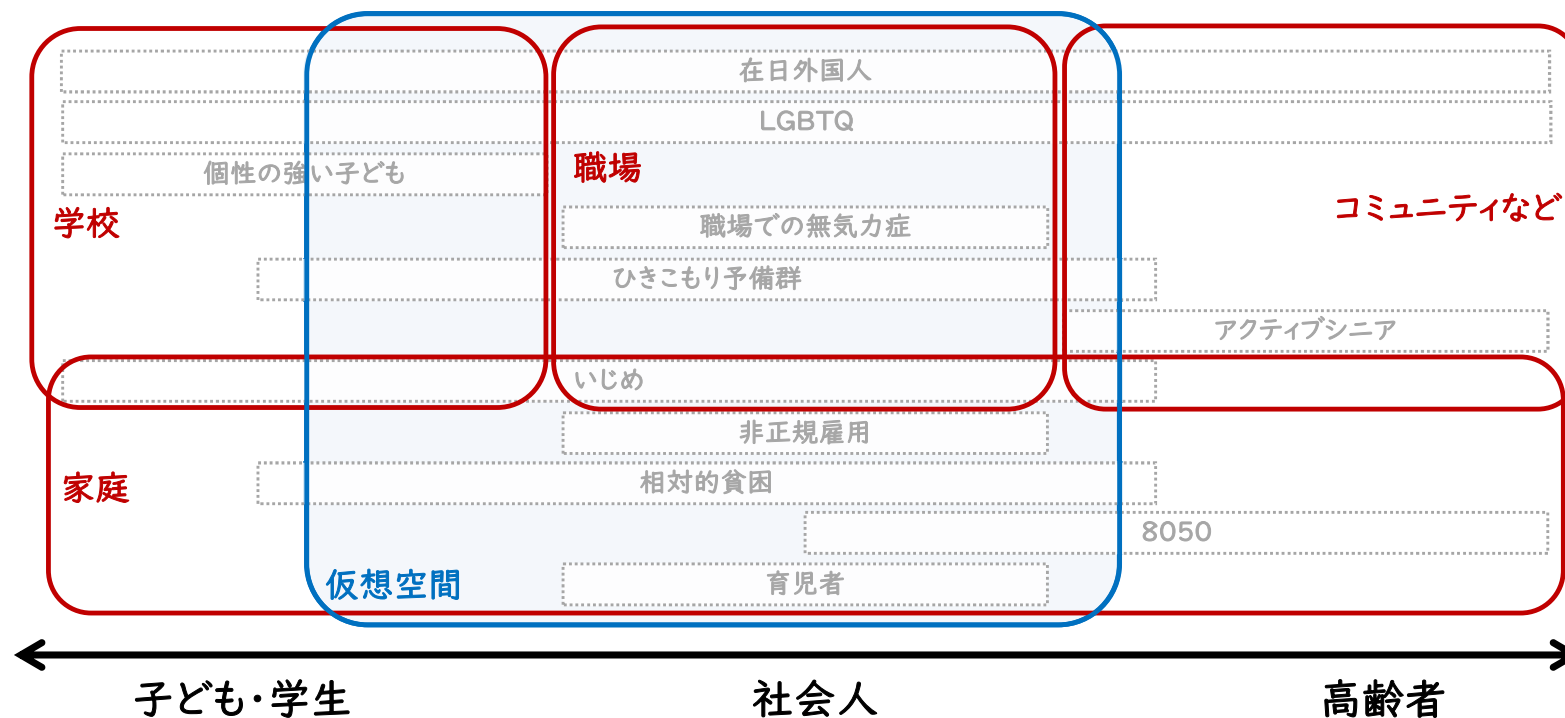 在日外国人
LGBTQ
個性の強い子ども
職場
学校
コミュニティなど
職場での無気力症
ひきこもり予備群
アクティブシニア
いじめ
非正規雇用
家庭
相対的貧困
8050
仮想空間
育児者
子ども・学生
社会人
高齢者